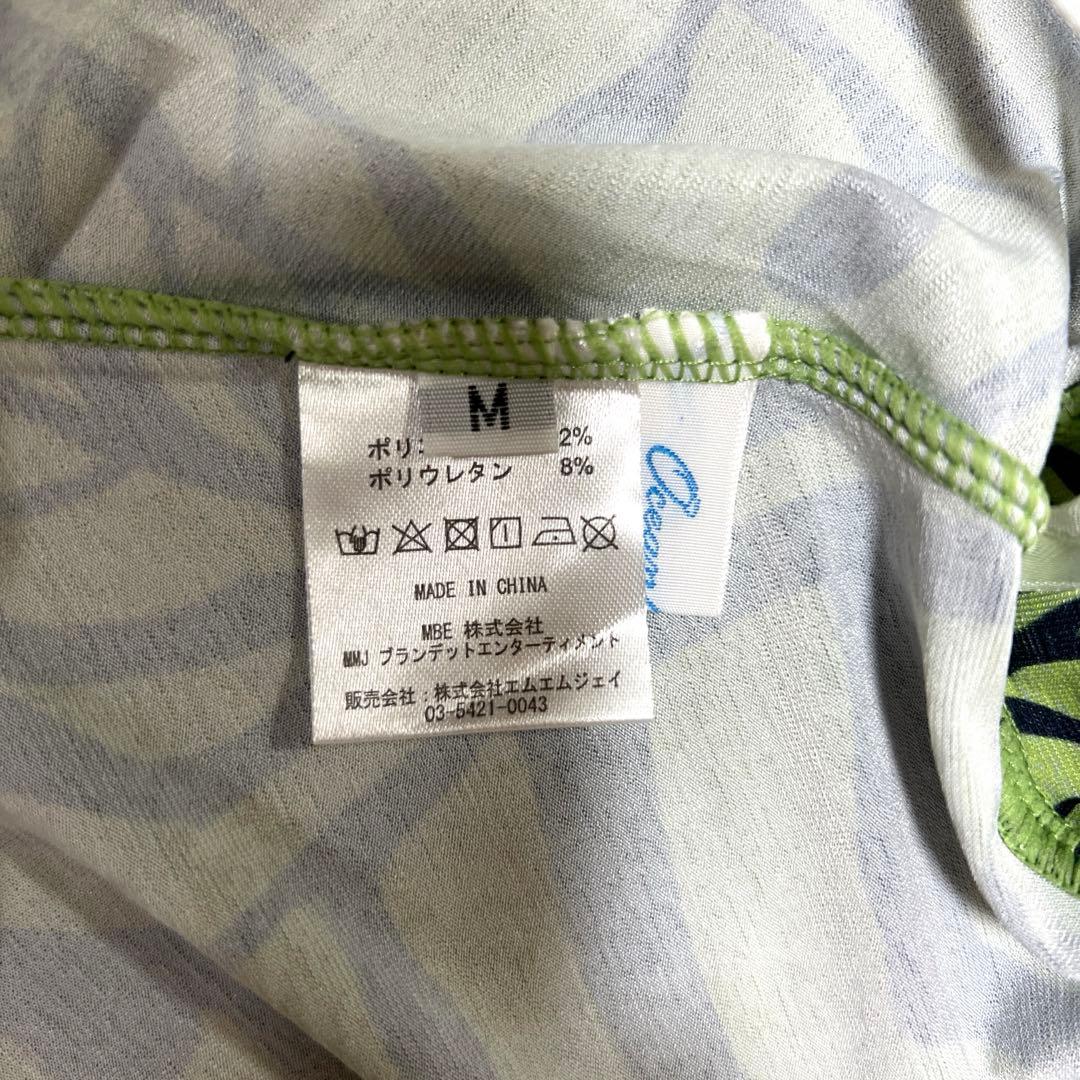 M
ポリ 2%
ポリウレタン 8%
MADE IN CHINA
MBE 株式会社
MMJ ブランデットエンターティメント
販売会社:株式会社エムエムジェイ
03-5421-0043
Ocean